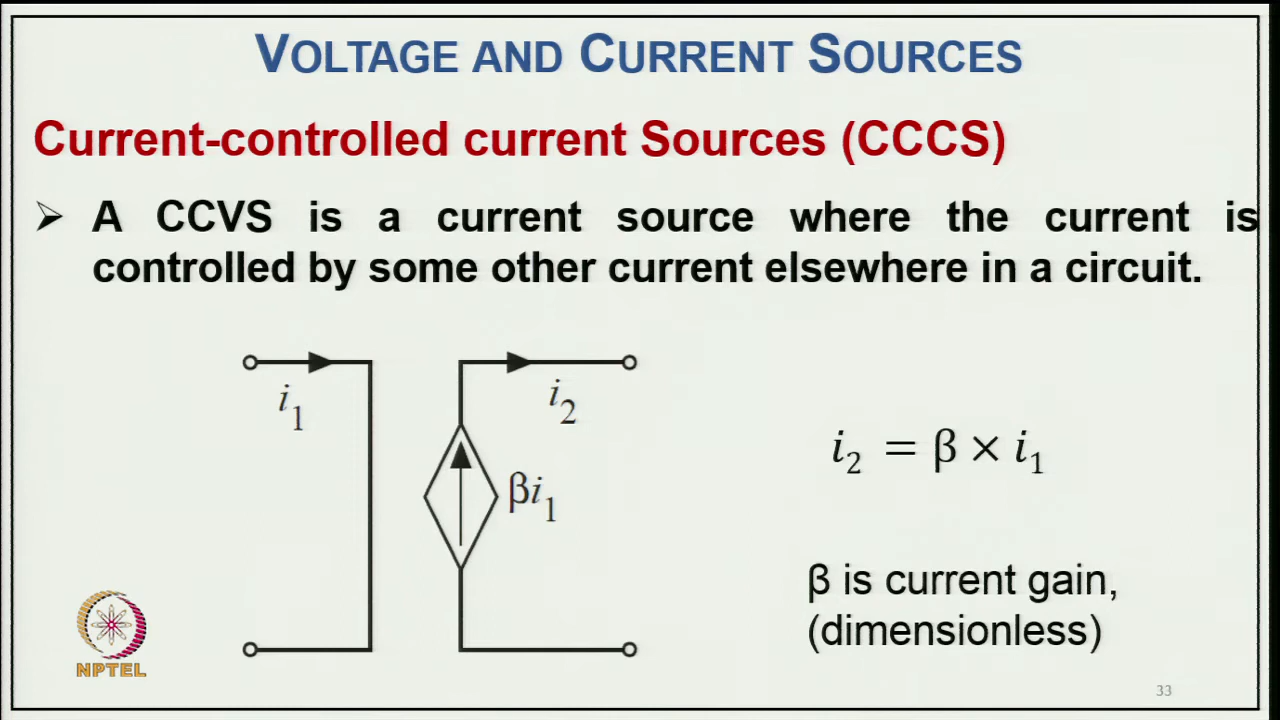 VOLTAGE AND CURRENT SOURCES
Current-controlled current Sources (CCCS)
➢ A CCVS is a current source where the current is
controlled by some other current elsewhere in a circuit.
i₁
i₂
βi₁
i₂ = β × i₁
β is current gain,
(dimensionless)
NPTEL
33